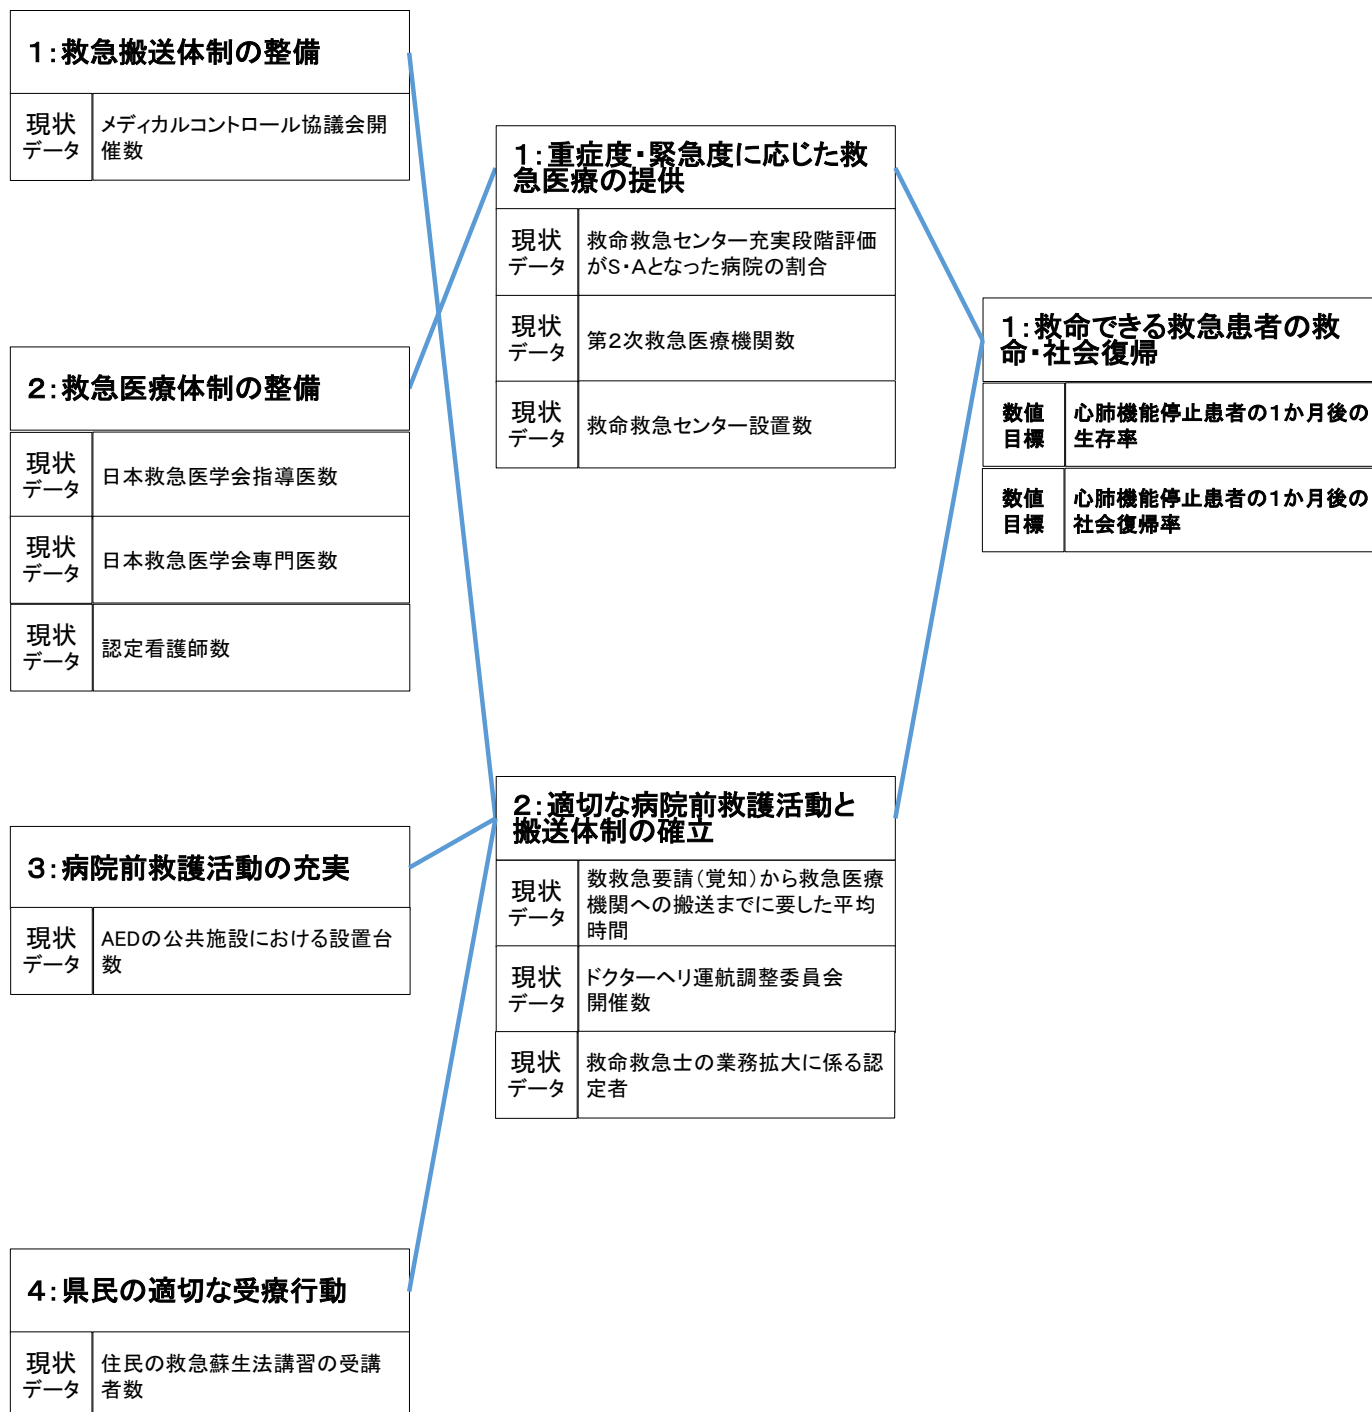 1：救急搬送体制の整備
現状
データ
メディカルコントロール協議会開
催数
2：救急医療体制の整備
現状
データ
日本救急医学会指導医数
現状
データ
日本救急医学会専門医数
現状
データ
認定看護師数
3：病院前救護活動の充実
現状
データ
AEDの公共施設における設置台
数
4：県民の適切な受療行動
現状
データ
住民の救急蘇生法講習の受講
者数
1：重症度・緊急度に応じた救
急医療の提供
現状
データ
救命救急センター充実段階評価
がS・Aとなった病院の割合
現状
データ
第2次救急医療機関数
現状
データ
救命救急センター設置数
2：適切な病院前救護活動と
搬送体制の確立
現状
データ
数救急要請（覚知）から救急医療
機関への搬送までに要した平均
時間
現状
データ
ドクターヘリ運航調整委員会
開催数
現状
データ
救命救急士の業務拡大に係る認
定者
1：救命できる救急患者の救
命・社会復帰
数値
目標
心肺機能停止患者の1か月後の
生存率
数値
目標
心肺機能停止患者の1か月後の
社会復帰率